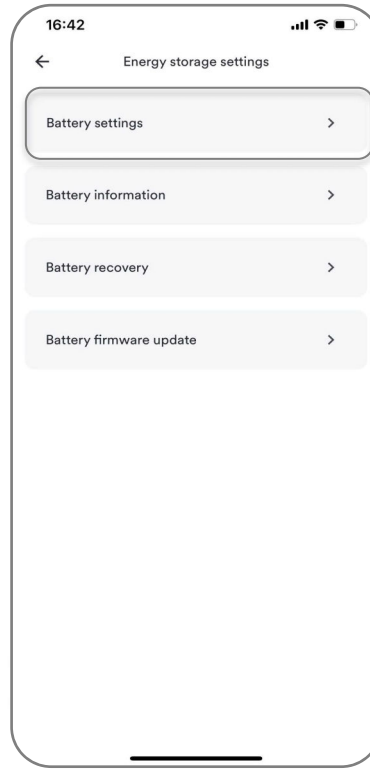 16:42
Energy storage settings
Battery settings
Battery information
Battery recovery
Battery firmware update